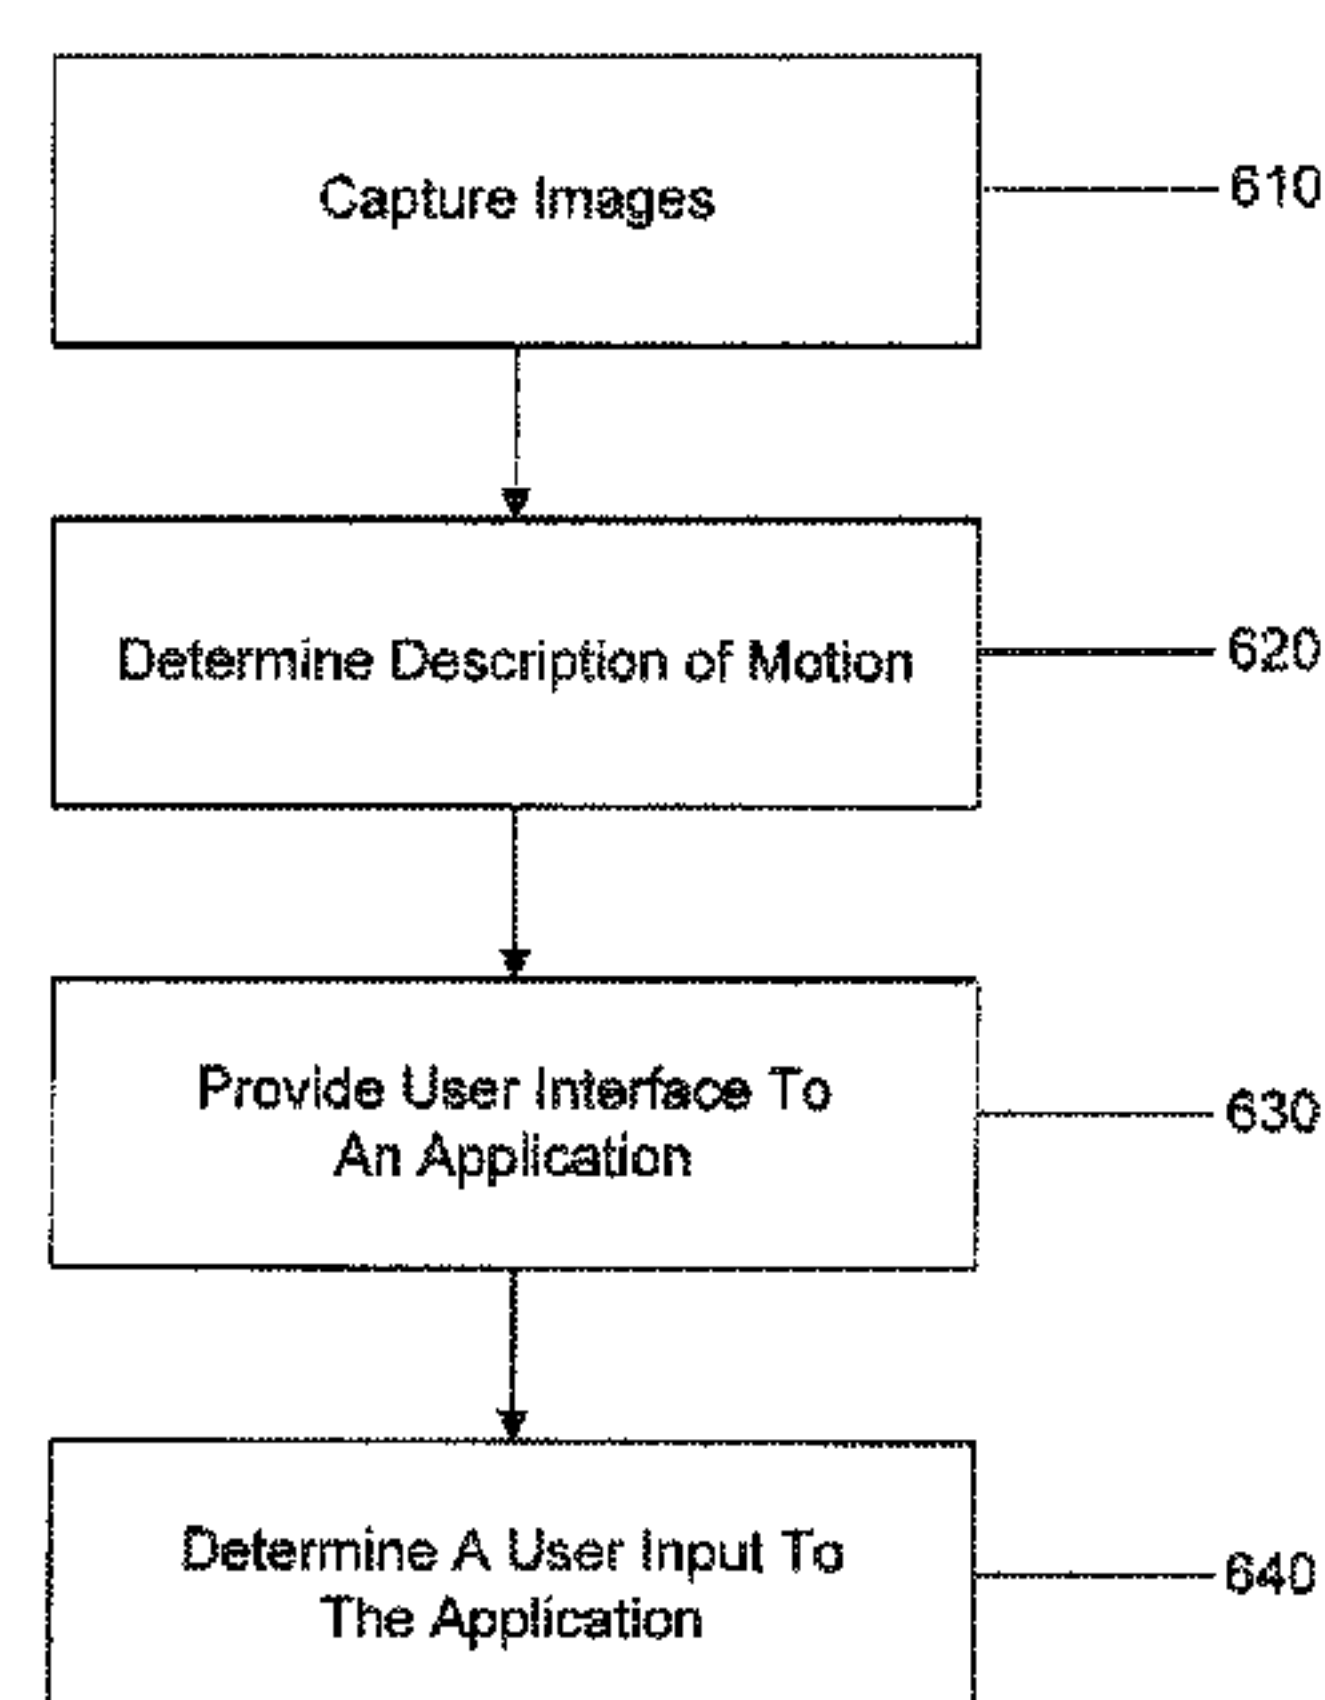 Capture Images
610
Determine Description of Motion
620
Provide User Interface To
An Application
630
Determine A User Input To
The Application
640